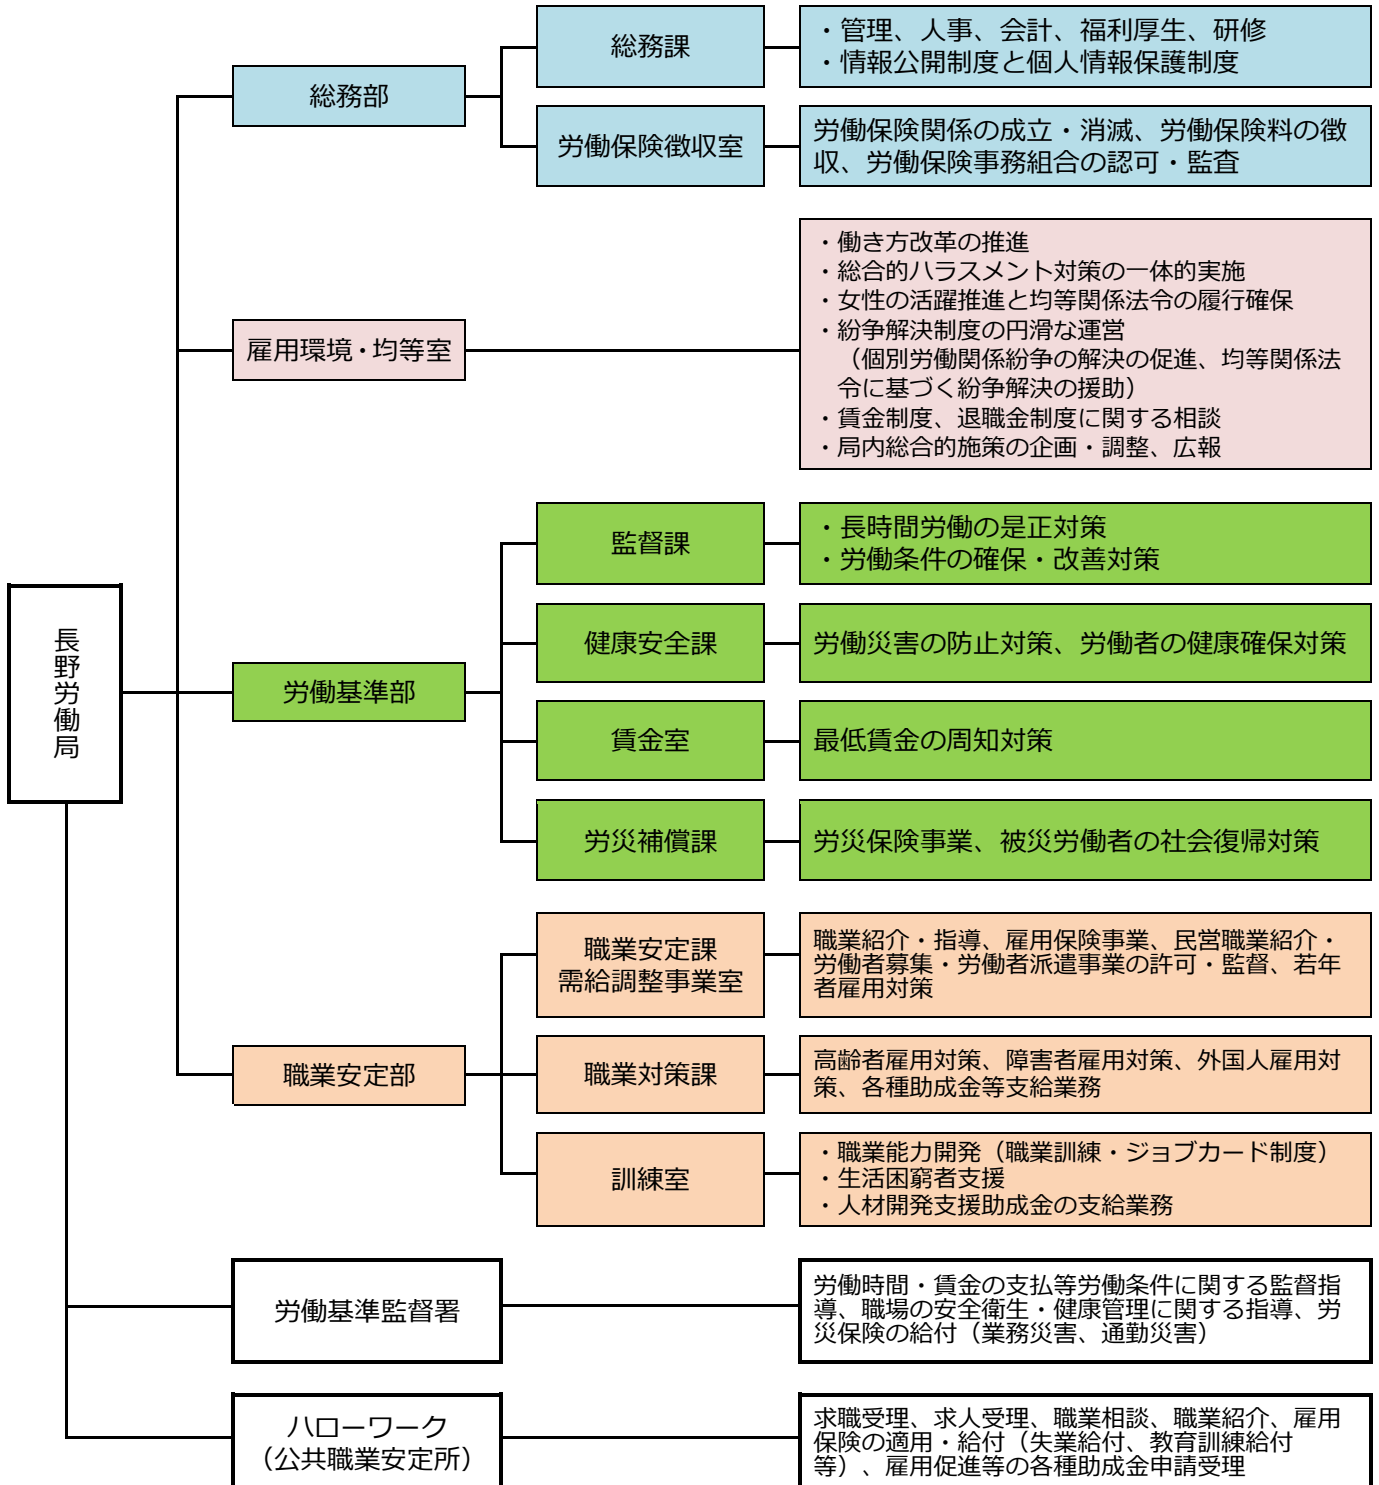 長野労働局
総務部
総務課
・管理、人事、会計、福利厚生、研修
・情報公開制度と個人情報保護制度
労働保険徴収室
労働保険関係の成立・消滅、労働保険料の徴
収、労働保険事務組合の認可・監査
雇用環境・均等室
・働き方改革の推進
・総合的ハラスメント対策の一体的実施
・女性の活躍推進と均等関係法令の履行確保
・紛争解決制度の円滑な運営
（個別労働関係紛争の解決の促進、均等関係法
令に基づく紛争解決の援助）
・賃金制度、退職金制度に関する相談
・局内総合的施策の企画・調整、広報
労働基準部
監督課
・長時間労働の是正対策
・労働条件の確保・改善対策
健康安全課
労働災害の防止対策、労働者の健康確保対策
賃金室
最低賃金の周知対策
労災補償課
労災保険事業、被災労働者の社会復帰対策
職業安定部
職業安定課
需給調整事業室
職業紹介・指導、雇用保険事業、民営職業紹介・
労働者募集・労働者派遣事業の許可・監督、若年
者雇用対策
職業対策課
高齢者雇用対策、障害者雇用対策、外国人雇用対
策、各種助成金等支給業務
訓練室
・職業能力開発（職業訓練・ジョブカード制度）
・生活困窮者支援
・人材開発支援助成金の支給業務
労働基準監督署
労働時間・賃金の支払等労働条件に関する監督指
導、職場の安全衛生・健康管理に関する指導、労
災保険の給付（業務災害、通勤災害）
ハローワーク
（公共職業安定所）
求職受理、求人受理、職業相談、職業紹介、雇用
保険の適用・給付（失業給付、教育訓練給付
等）、雇用促進等の各種助成金申請受理